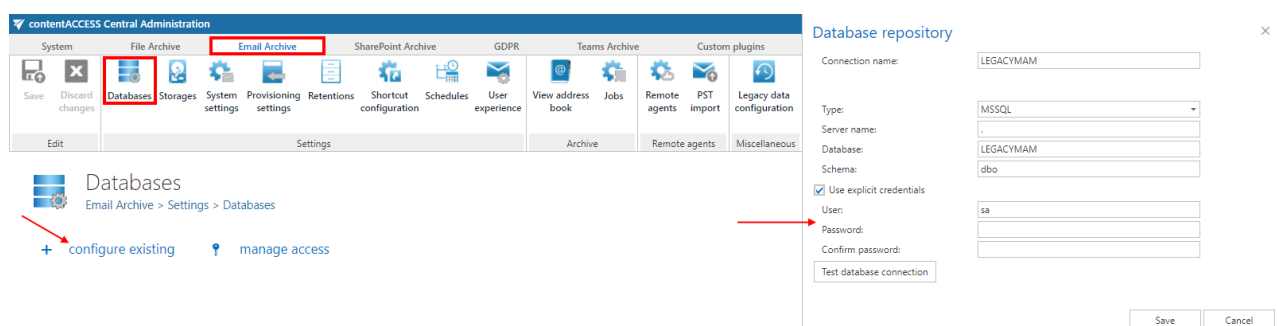 contentACCESS Central Administration
System File Archive Email Archive SharePoint Archive GDPR Teams Archive Custom plugins
Save Discard changes Databases Storages System settings Provisioning settings Retentions Shortcut configuration Schedules User experience View address book Jobs Remote agents PST import Legacy data configuration
Edit Settings Archive Remote agents Miscellaneous
Databases
Email Archive > Settings > Databases
+ configure existing manage access
Database repository
Connection name: LEGACYMAM
Type: MSSQL
Server name: .
Database: LEGACYMAM
Schema: dbo
Use explicit credentials
User: sa
Password:
Confirm password:
Test database connection
Save Cancel